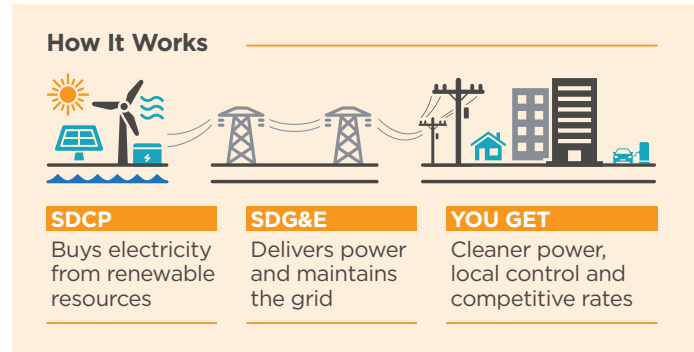 How It Works
SDCP
Buys electricity
from renewable
resources
SDG&E
Delivers power
and maintains
the grid
YOU GET
Cleaner power,
local control and
competitive rates